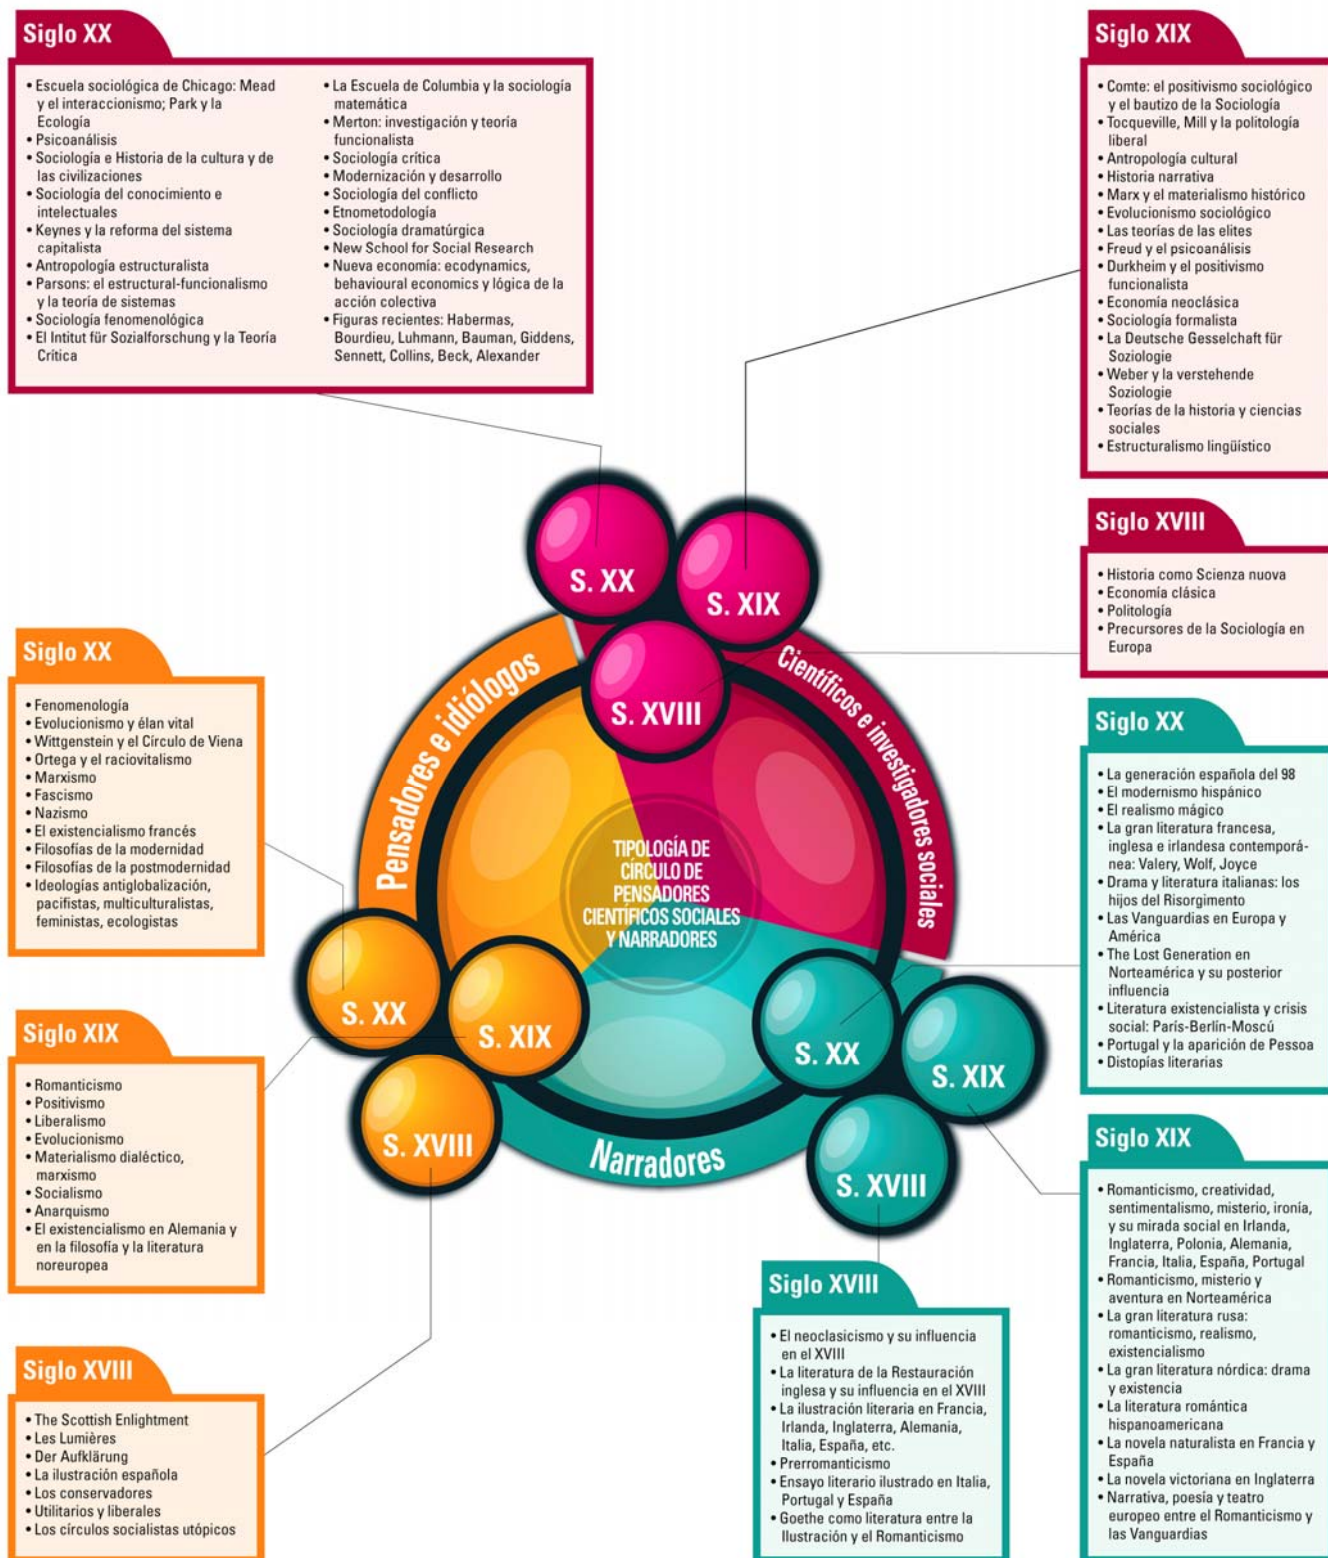 Siglo XX
• Escuela sociológica de Chicago: Mead
y el interaccionismo; Park y la
Ecología
• Psicoanálisis
• Sociología e Historia de la cultura y de
las civilizaciones
• Sociología del conocimiento e
intelectuales
• Keynes y la reforma del sistema
capitalista
• Antropología estructuralista
• Parsons: el estructural-funcionalismo
y la teoría de sistemas
• Sociología fenomenológica
• El Intitut für Sozialforschung y la Teoría
Crítica
• La Escuela de Columbia y la sociología
matemática
• Merton: investigación y teoría
funcionalista
• Sociología crítica
• Modernización y desarrollo
• Sociología del conflicto
• Etnometodología
• Sociología dramatúrgica
• New School for Social Research
• Nueva economía: ecodynamics,
behavioural economics y lógica de la
acción colectiva
• Figuras recientes: Habermas,
Bourdieu, Luhmann, Bauman, Giddens,
Sennett, Collins, Beck, Alexander
Siglo XIX
• Comte: el positivismo sociológico
y el bautizo de la Sociología
• Tocqueville, Mill y la politología
liberal
• Antropología cultural
• Historia narrativa
• Marx y el materialismo histórico
• Evolucionismo sociológico
• Las teorías de las elites
• Freud y el psicoanálisis
• Durkheim y el positivismo
funcionalista
• Economía neoclásica
• Sociología formalista
• La Deutsche Gesselchaft für
Soziologie
• Weber y la verstehende
Soziologie
• Teorías de la historia y ciencias
sociales
• Estructuralismo lingüístico
Siglo XVIII
• Historia como Scienza nuova
• Economía clásica
• Politología
• Precursores de la Sociología en
Europa
S. XX
S. XIX
S. XVIII
Pensadores e idiólogos
Científicos e investigadores sociales
Narradores
TIPOLOGÍA DE
CÍRCULO DE
PENSADORES
CIENTÍFICOS SOCIALES
Y NARRADORES
S. XX
S. XIX
S. XVIII
S. XX
S. XIX
S. XVIII
Siglo XX
• Fenomenología
• Evolucionismo y élan vital
• Wittgenstein y el Círculo de Viena
• Ortega y el raciovitalismo
• Marxismo
• Fascismo
• Nazismo
• El existencialismo francés
• Filosofías de la modernidad
• Filosofías de la postmodernidad
• Ideologías antiglobalización,
pacifistas, multiculturalistas,
feministas, ecologistas
Siglo XIX
• Romanticismo
• Positivismo
• Liberalismo
• Evolucionismo
• Materialismo dialéctico,
marxismo
• Socialismo
• Anarquismo
• El existencialismo en Alemania y
en la filosofía y la literatura
noreuropea
Siglo XVIII
• The Scottish Enlightment
• Les Lumières
• Der Aufklärung
• La ilustración española
• Los conservadores
• Utilitarios y liberales
• Los círculos socialistas utópicos
Siglo XX
• La generación española del 98
• El modernismo hispánico
• El realismo mágico
• La gran literatura francesa,
inglesa e irlandesa contemporá-
nea: Valery, Wolf, Joyce
• Drama y literatura italianas: los
hijos del Risorgimento
• Las Vanguardias en Europa y
América
• The Lost Generation en
Norteamérica y su posterior
influencia
• Literatura existencialista y crisis
social: París-Berlín-Moscú
• Portugal y la aparición de Pessoa
• Distopías literarias
Siglo XIX
• Romanticismo, creatividad,
sentimentalismo, misterio, ironía,
y su mirada social en Irlanda,
Inglaterra, Polonia, Alemania,
Francia, Italia, España, Portugal
• Romanticismo, misterio y
aventura en Norteamérica
• La gran literatura rusa:
romanticismo, realismo,
existencialismo
• La gran literatura nórdica: drama
y existencia
• La literatura romántica
hispanoamericana
• La novela naturalista en Francia y
España
• La novela victoriana en Inglaterra
• Narrativa, poesía y teatro
europeo entre el Romanticismo y
las Vanguardias
Siglo XVIII
• El neoclasicismo y su influencia
en el XVIII
• La literatura de la Restauración
inglesa y su influencia en el XVIII
• La ilustración literaria en Francia,
Irlanda, Inglaterra, Alemania,
Italia, España, etc.
• Prerromanticismo
• Ensayo literario ilustrado en Italia,
Portugal y España
• Goethe como literatura entre la
Ilustración y el Romanticismo